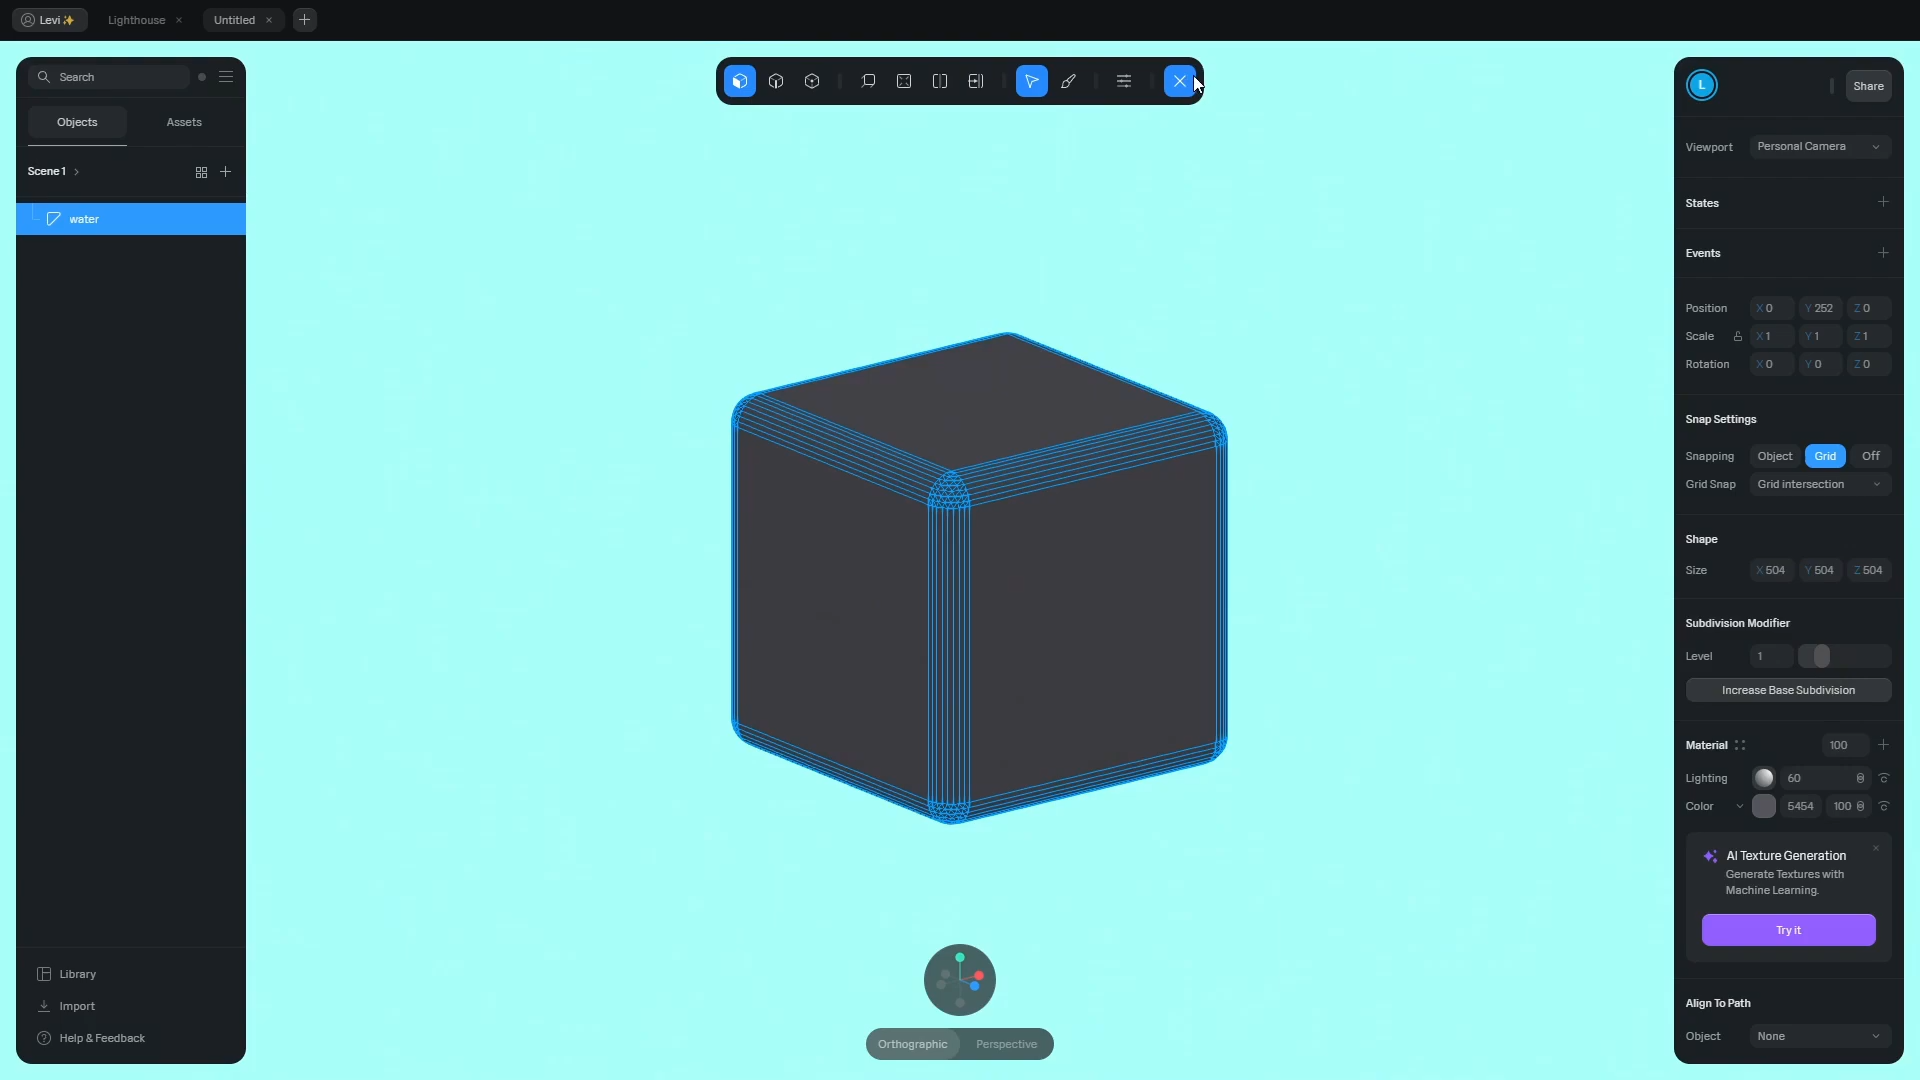 Levi✨
Lighthouse ×
Untitled ×
Search
Objects
Assets
Scene 1
water
Library
Import
Help & Feedback
Orthographic
Perspective
L
Share
Viewport
Personal Camera
States
Events
Position X 0 Y 252 Z 0
Scale X 1 Y 1 Z 1
Rotation X 0 Y 0 Z 0
Snap Settings
Snapping Object Grid Off
Grid Snap Grid intersection
Shape
Size X 504 Y 504 Z 504
Subdivision Modifier
Level 1
Increase Base Subdivision
Material 100
Lighting 60
Color 5454 100
AI Texture Generation
Generate Textures with
Machine Learning.
Try it
Align To Path
Object None